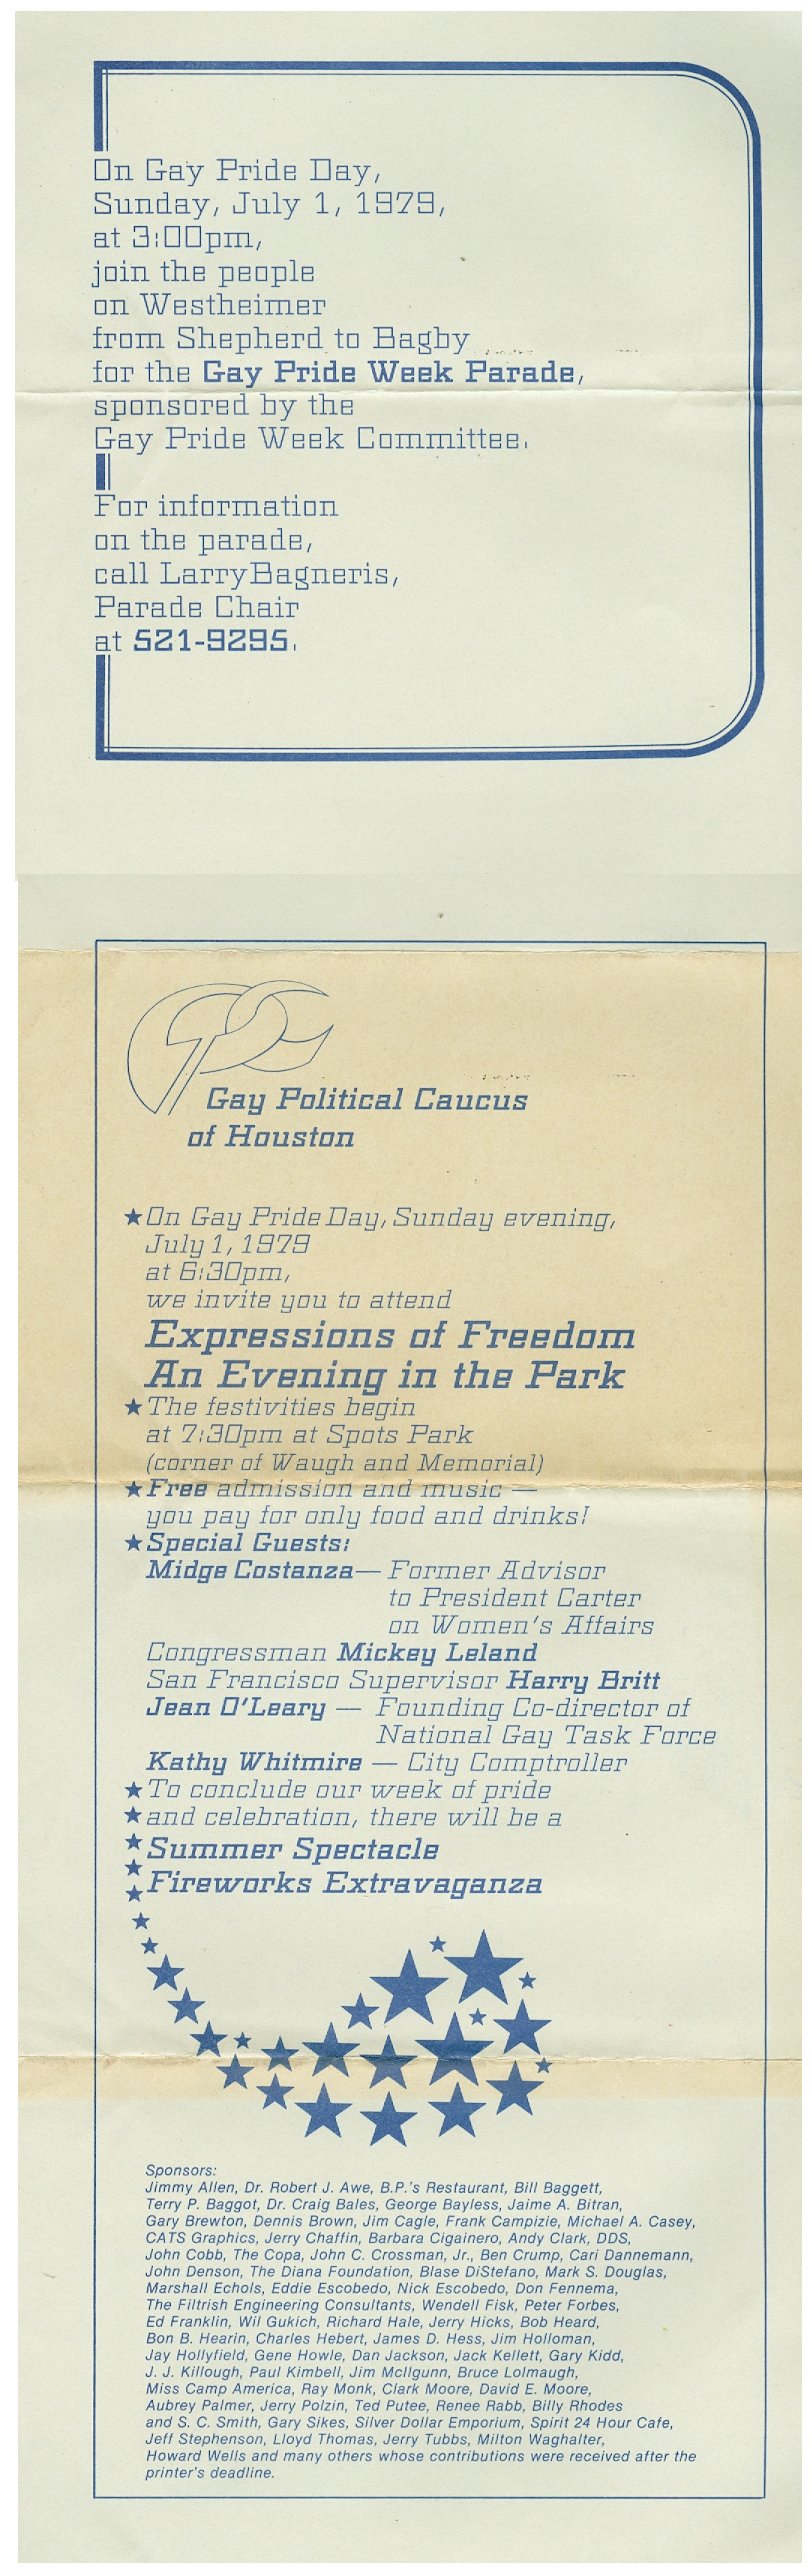 On Gay Pride Day,
Sunday, July 1, 1979,
at 3:00pm,
join the people
on Westheimer
from Shepherd to Bagby
for the Gay Pride Week Parade,
sponsored by the
Gay Pride Week Committee.
For information
on the parade,
call Larry Bagneris,
Parade Chair
at 521-9295.
Gay Political Caucus
of Houston
★On Gay Pride Day, Sunday evening,
July 1, 1979
at 6:30pm,
we invite you to attend
Expressions of Freedom
An Evening in the Park
★The festivities begin
at 7:30pm at Spots Park
(corner of Waugh and Memorial)
★Free admission and music —
you pay for only food and drinks!
★Special Guests:
Midge Costanza— Former Advisor
to President Carter
on Women's Affairs
Congressman Mickey Leland
San Francisco Supervisor Harry Britt
Jean O'Leary — Founding Co-director of
National Gay Task Force
Kathy Whitmire — City Comptroller
★To conclude our week of pride
★and celebration, there will be a
★Summer Spectacle
★Fireworks Extravaganza
Sponsors:
Jimmy Allen, Dr. Robert J. Awe, B.P.'s Restaurant, Bill Baggett,
Terry P. Baggot, Dr. Craig Bales, George Bayless, Jaime A. Bitran,
Gary Brewton, Dennis Brown, Jim Cagle, Frank Campizie, Michael A. Casey,
CATS Graphics, Jerry Chaffin, Barbara Cigainero, Andy Clark, DDS,
John Cobb, The Copa, John C. Crossman, Jr., Ben Crump, Cari Dannemann,
John Denson, The Diana Foundation, Blase DiStefano, Mark S. Douglas,
Marshall Echols, Eddie Escobedo, Nick Escobedo, Don Fennema,
The Filtrish Engineering Consultants, Wendell Fisk, Peter Forbes,
Ed Franklin, Wil Gukich, Richard Hale, Jerry Hicks, Bob Heard,
Bon B. Hearin, Charles Hebert, James D. Hess, Jim Holloman,
Jay Hollyfield, Gene Howle, Dan Jackson, Jack Kellett, Gary Kidd,
J. J. Killough, Paul Kimbell, Jim McIlgunn, Bruce Lolmaugh,
Miss Camp America, Ray Monk, Clark Moore, David E. Moore,
Aubrey Palmer, Jerry Polzin, Ted Putee, Renee Rabb, Billy Rhodes
and S. C. Smith, Gary Sikes, Silver Dollar Emporium, Spirit 24 Hour Cafe,
Jeff Stephenson, Lloyd Thomas, Jerry Tubbs, Milton Waghalter,
Howard Wells and many others whose contributions were received after the
printer's deadline.